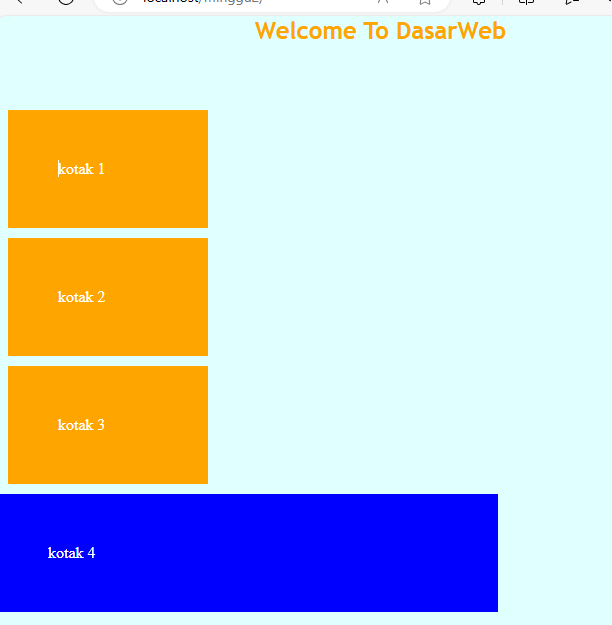 Welcome To DasarWeb
kotak 1
kotak 2
kotak 3
kotak 4